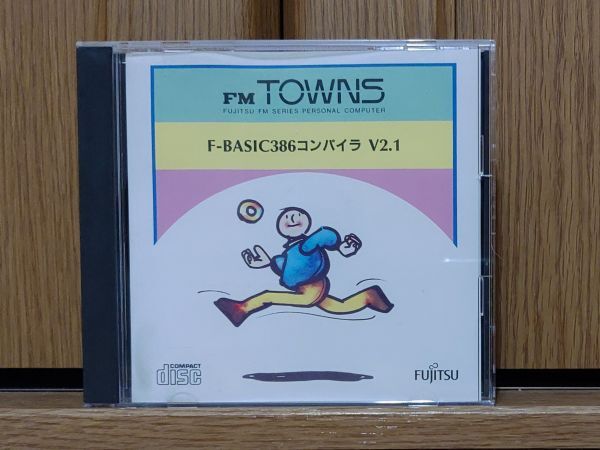 FM TOWNS
FUJITSU FM SERIES PERSONAL COMPUTER
F-BASIC386コンパイラ V2.1
COMPACT
disc
FUJITSU